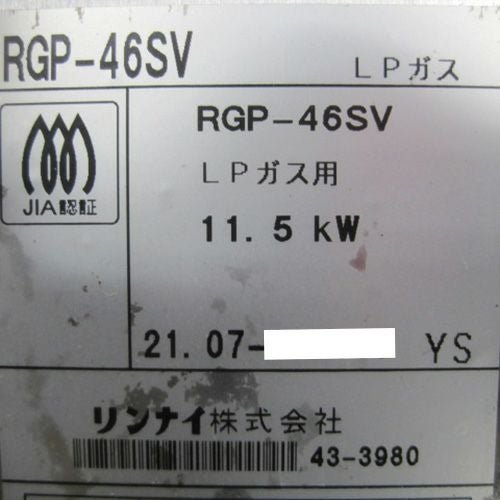 RGP-46SV LPガス
JIA認証
RGP-46SV
LPガス用
11.5 kW
21.07- YS
リンナイ株式会社
43-3980